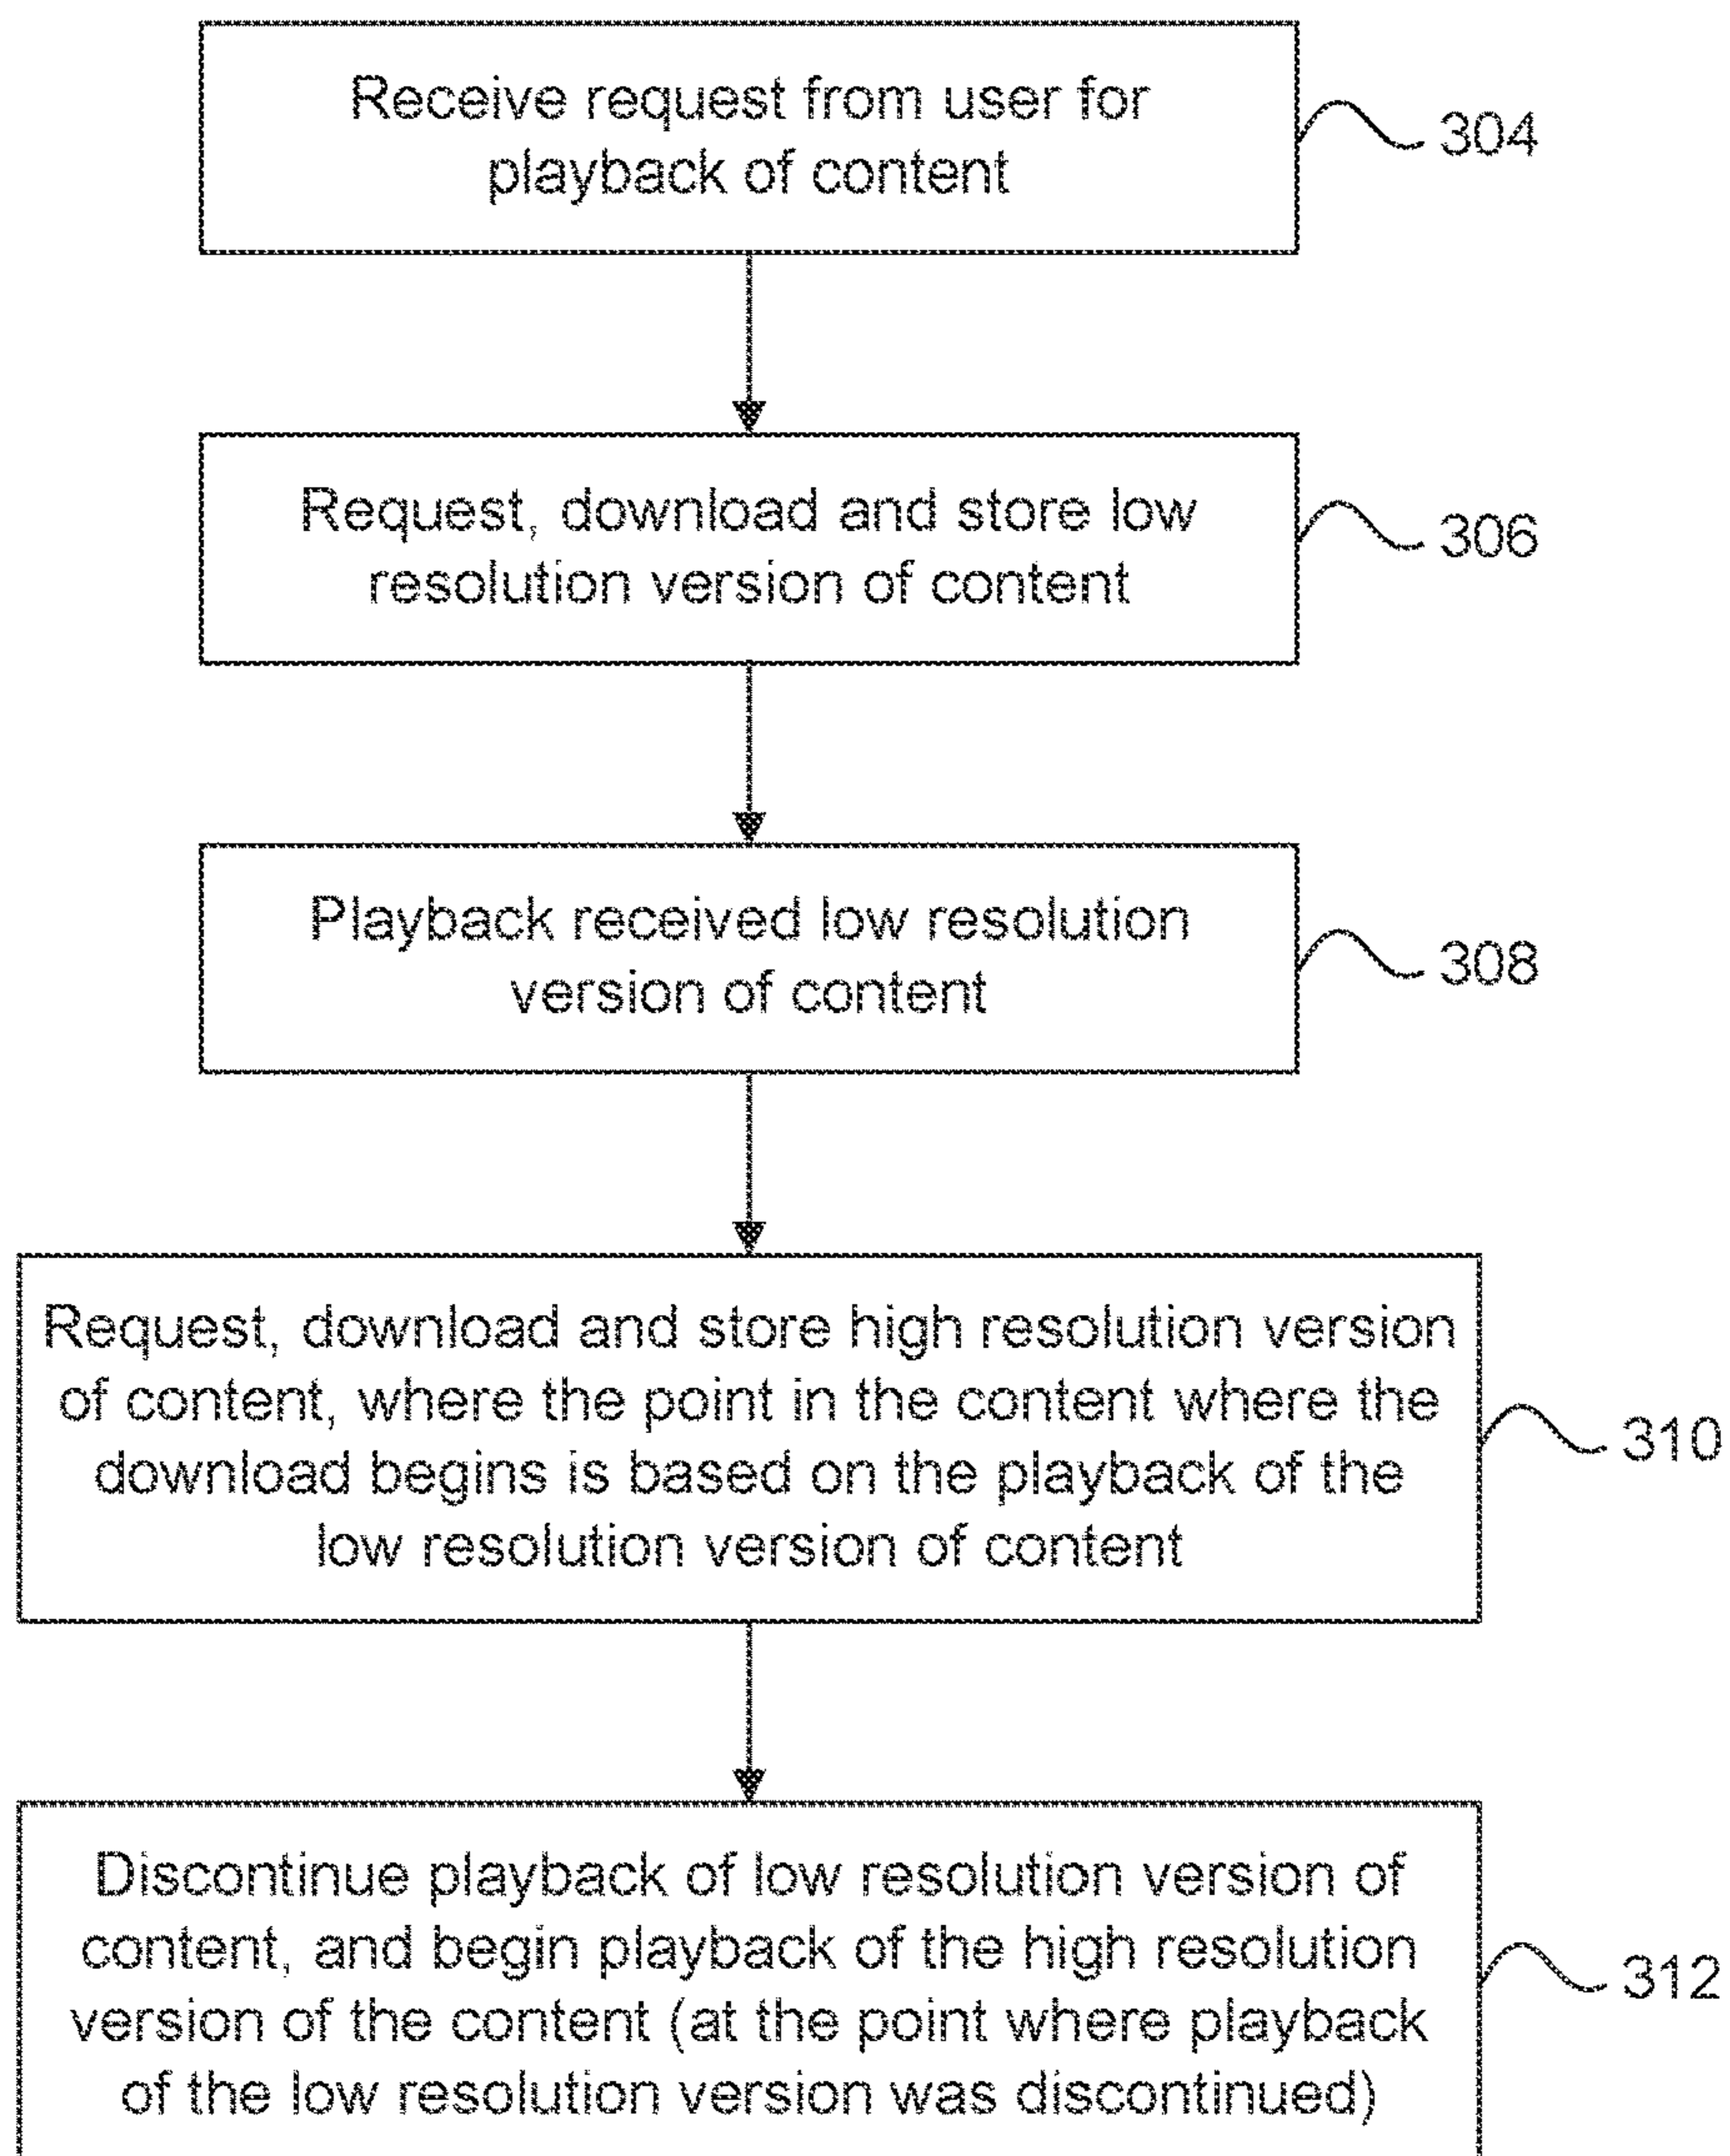 Receive request from user for
playback of content
304
Request, download and store low
resolution version of content
306
Playback received low resolution
version of content
308
Request, download and store high resolution version
of content, where the point in the content where the
download begins is based on the playback of the
low resolution version of content
310
Discontinue playback of low resolution version of
content, and begin playback of the high resolution
version of the content (at the point where playback
of the low resolution version was discontinued)
312